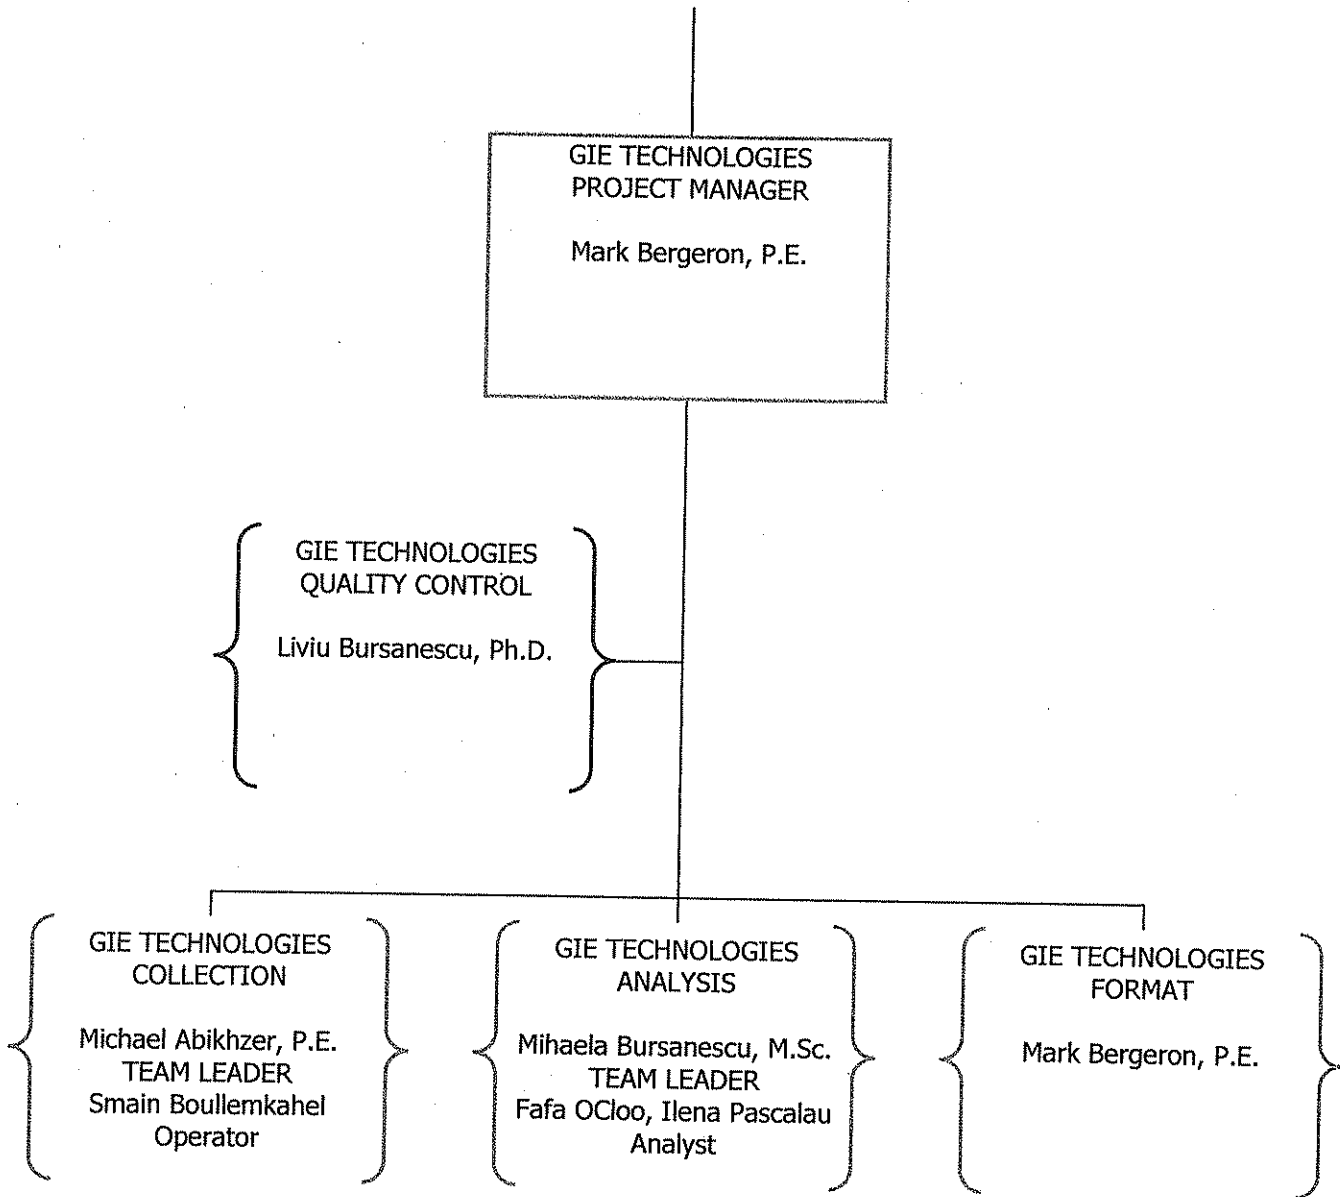 GIE TECHNOLOGIES
PROJECT MANAGER
Mark Bergeron, P.E.
GIE TECHNOLOGIES
QUALITY CONTROL
Liviu Bursanescu, Ph.D.
GIE TECHNOLOGIES
COLLECTION
Michael Abikhzer, P.E.
TEAM LEADER
Smain Boullemkahel
Operator
GIE TECHNOLOGIES
ANALYSIS
Mihaela Bursanescu, M.Sc.
TEAM LEADER
Fafa OCloo, Ilena Pascalau
Analyst
GIE TECHNOLOGIES
FORMAT
Mark Bergeron, P.E.